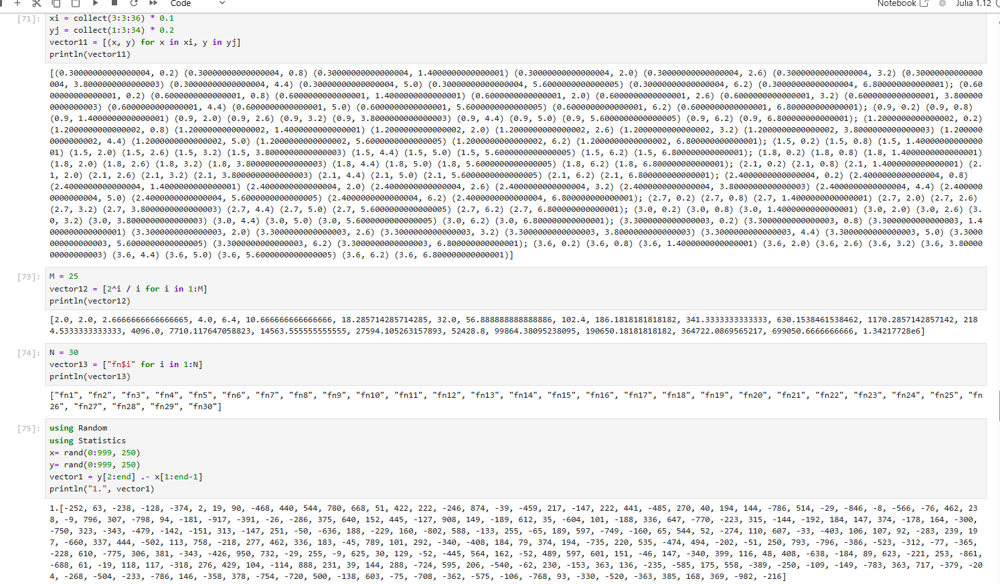 Code
Notebook
Julia 1.12
[71]:
xi = collect(3:3:36) * 0.1
yj = collect(1:3:34) * 0.2
vector11 = [(x, y) for x in xi, y in yj]
println(vector11)
[(0.30000000000000004, 0.2) (0.30000000000000004, 0.8) (0.30000000000000004, 1.4000000000000001) (0.30000000000000004, 2.0) (0.30000000000000004, 2.6) (0.30000000000000004, 3.2) (0.30000000000000
004, 3.8000000000000003) (0.30000000000000004, 4.4) (0.30000000000000004, 5.0) (0.30000000000000004, 5.6000000000000005) (0.30000000000000004, 6.2) (0.30000000000000004, 6.800000000000001); (0.60
00000000000001, 0.2) (0.6000000000000001, 0.8) (0.6000000000000001, 1.4000000000000001) (0.6000000000000001, 2.0) (0.6000000000000001, 2.6) (0.6000000000000001, 3.2) (0.6000000000000001, 3.80000
00000000003) (0.6000000000000001, 4.4) (0.6000000000000001, 5.0) (0.6000000000000001, 5.6000000000000005) (0.6000000000000001, 6.2) (0.6000000000000001, 6.800000000000001); (0.9, 0.2) (0.9, 0.8)
(0.9, 1.4000000000000001) (0.9, 2.0) (0.9, 2.6) (0.9, 3.2) (0.9, 3.8000000000000003) (0.9, 4.4) (0.9, 5.0) (0.9, 5.6000000000000005) (0.9, 6.2) (0.9, 6.800000000000001); (1.2000000000000002, 0.2)
(1.2000000000000002, 0.8) (1.2000000000000002, 1.4000000000000001) (1.2000000000000002, 2.0) (1.2000000000000002, 2.6) (1.2000000000000002, 3.2) (1.2000000000000002, 3.8000000000000003) (1.200000
0000000002, 4.4) (1.2000000000000002, 5.0) (1.2000000000000002, 5.6000000000000005) (1.2000000000000002, 6.2) (1.2000000000000002, 6.800000000000001); (1.5, 0.2) (1.5, 0.8) (1.5, 1.40000000000000
01) (1.5, 2.0) (1.5, 2.6) (1.5, 3.2) (1.5, 3.8000000000000003) (1.5, 4.4) (1.5, 5.0) (1.5, 5.6000000000000005) (1.5, 6.2) (1.5, 6.800000000000001); (1.8, 0.2) (1.8, 0.8) (1.8, 1.4000000000000001)
(1.8, 2.0) (1.8, 2.6) (1.8, 3.2) (1.8, 3.8000000000000003) (1.8, 4.4) (1.8, 5.0) (1.8, 5.6000000000000005) (1.8, 6.2) (1.8, 6.800000000000001); (2.1, 0.2) (2.1, 0.8) (2.1, 1.4000000000000001) (2.
1, 2.0) (2.1, 2.6) (2.1, 3.2) (2.1, 3.8000000000000003) (2.1, 4.4) (2.1, 5.0) (2.1, 5.6000000000000005) (2.1, 6.2) (2.1, 6.800000000000001); (2.4000000000000004, 0.2) (2.4000000000000004, 0.8)
(2.4000000000000004, 1.4000000000000001) (2.4000000000000004, 2.0) (2.4000000000000004, 2.6) (2.4000000000000004, 3.2) (2.4000000000000004, 3.8000000000000003) (2.4000000000000004, 4.4) (2.400000
0000000004, 5.0) (2.4000000000000004, 5.6000000000000005) (2.4000000000000004, 6.2) (2.4000000000000004, 6.800000000000001); (2.7, 0.2) (2.7, 0.8) (2.7, 1.4000000000000001) (2.7, 2.0) (2.7, 2.6)
(2.7, 3.2) (2.7, 3.8000000000000003) (2.7, 4.4) (2.7, 5.0) (2.7, 5.6000000000000005) (2.7, 6.2) (2.7, 6.800000000000001); (3.0, 0.2) (3.0, 0.8) (3.0, 1.4000000000000001) (3.0, 2.0) (3.0, 2.6) (3.
0, 3.2) (3.0, 3.8000000000000003) (3.0, 4.4) (3.0, 5.0) (3.0, 5.6000000000000005) (3.0, 6.2) (3.0, 6.800000000000001); (3.3000000000000003, 0.2) (3.3000000000000003, 0.8) (3.3000000000000003, 1.4
000000000000001) (3.3000000000000003, 2.0) (3.3000000000000003, 2.6) (3.3000000000000003, 3.2) (3.3000000000000003, 3.8000000000000003) (3.3000000000000003, 4.4) (3.3000000000000003, 5.0) (3.3000
000000000003, 5.6000000000000005) (3.3000000000000003, 6.2) (3.3000000000000003, 6.800000000000001); (3.6, 0.2) (3.6, 0.8) (3.6, 1.4000000000000001) (3.6, 2.0) (3.6, 2.6) (3.6, 3.2) (3.6, 3.80000
00000000003) (3.6, 4.4) (3.6, 5.0) (3.6, 5.6000000000000005) (3.6, 6.2) (3.6, 6.800000000000001)]
[73]:
M = 25
vector12 = [2^i / i for i in 1:M]
println(vector12)
[2.0, 2.0, 2.6666666666666665, 4.0, 6.4, 10.666666666666666, 18.285714285714285, 32.0, 56.888888888888886, 102.4, 186.1818181818182, 341.3333333333333, 630.1538461538462, 1170.2857142857142, 218
4.5333333333333, 4096.0, 7710.117647058823, 14563.555555555555, 27594.105263157893, 52428.8, 99864.38095238095, 190650.18181818182, 364722.0869565217, 699050.6666666666, 1.34217728e6]
[74]:
N = 30
vector13 = ["fn$i" for i in 1:N]
println(vector13)
["fn1", "fn2", "fn3", "fn4", "fn5", "fn6", "fn7", "fn8", "fn9", "fn10", "fn11", "fn12", "fn13", "fn14", "fn15", "fn16", "fn17", "fn18", "fn19", "fn20", "fn21", "fn22", "fn23", "fn24", "fn25", "fn
26", "fn27", "fn28", "fn29", "fn30"]
[75]:
using Random
using Statistics
x= rand(0:999, 250)
y= rand(0:999, 250)
vector1 = y[2:end] .- x[1:end-1]
println("1.", vector1)
1.[-252, 63, -238, -128, -374, 2, 19, 90, -468, 440, 544, 780, 668, 51, 422, 222, -246, 874, -39, -459, 217, -147, 222, 441, -485, 270, 40, 194, 144, -786, 514, -29, -846, -8, -566, -76, 462, 23
8, -9, 796, 307, -798, 94, -181, -917, -391, -26, -286, 375, 640, 152, 445, -127, 908, 149, -189, 612, 35, -604, 101, -188, 336, 647, -770, -223, 315, -144, -192, 184, 147, 374, -178, 164, -300,
-750, 323, -343, -479, -142, -151, 313, -147, 251, -50, -636, 188, -229, 160, -802, 588, -133, 255, -65, 189, 597, -749, -160, 65, 544, 52, -274, 110, 607, -33, -403, 106, 107, 92, -283, 239, 19
7, -660, 337, 444, -502, 113, 758, -218, 277, 462, 336, 183, -45, 789, 101, 292, -340, -408, 184, 79, 374, 194, -735, 220, 535, -474, 494, -202, -51, 250, 793, -796, -386, -523, -312, -77, -365,
-228, 610, -775, 306, 381, -343, -426, 950, 732, -29, 255, -9, 625, 30, 129, -52, -445, 564, 162, -52, 489, 597, 601, 151, -46, 147, -340, 399, 116, 48, 408, -638, -184, 89, 623, -221, 253, -861,
-688, 61, -19, 118, 117, -318, 276, 429, 104, -114, 888, 231, 39, 144, 288, -724, 595, 206, -540, -62, 230, -153, 363, 136, -235, -585, 175, 558, -389, -250, -109, -149, -783, 363, 717, -379, -20
4, -268, -504, -233, -786, 146, -358, 378, -754, -720, 500, -138, 603, -75, -708, -362, -575, -106, -768, 93, -330, -520, -363, 385, 168, 369, -982, -216]